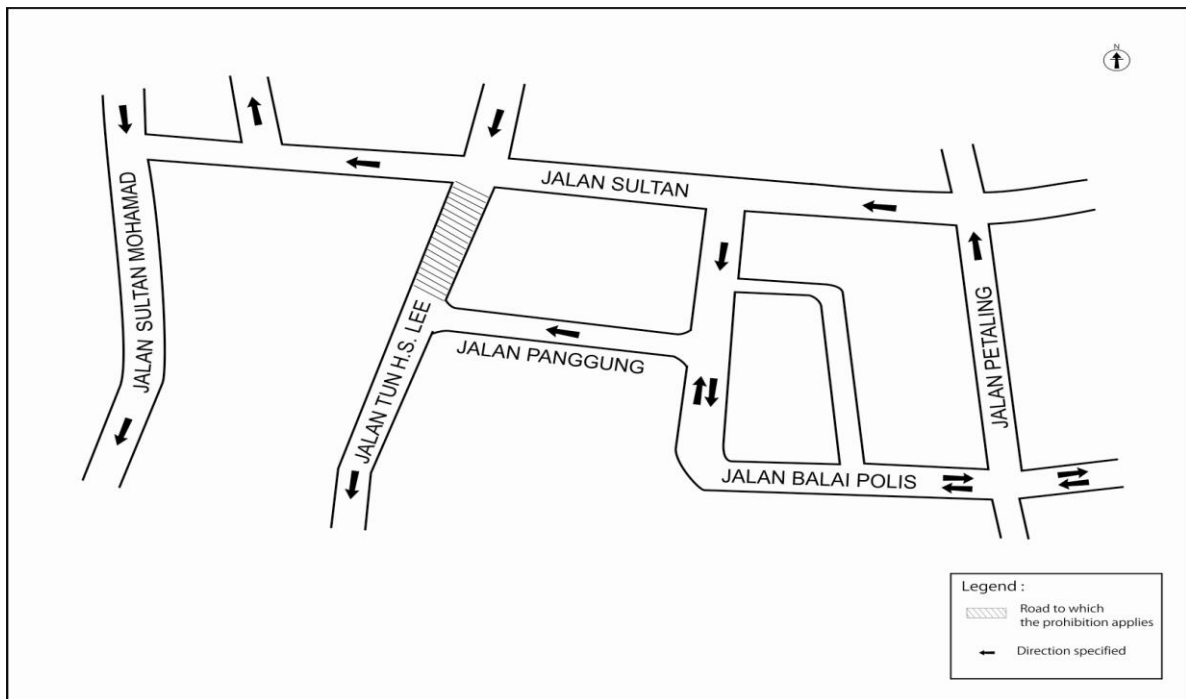 N
JALAN SULTAN
JALAN SULTAN MOHAMAD
JALAN TUN H.S. LEE
JALAN PANGGUNG
JALAN PETALING
JALAN BALAI POLIS
Legend :
Road to which
the prohibition applies
Direction specified